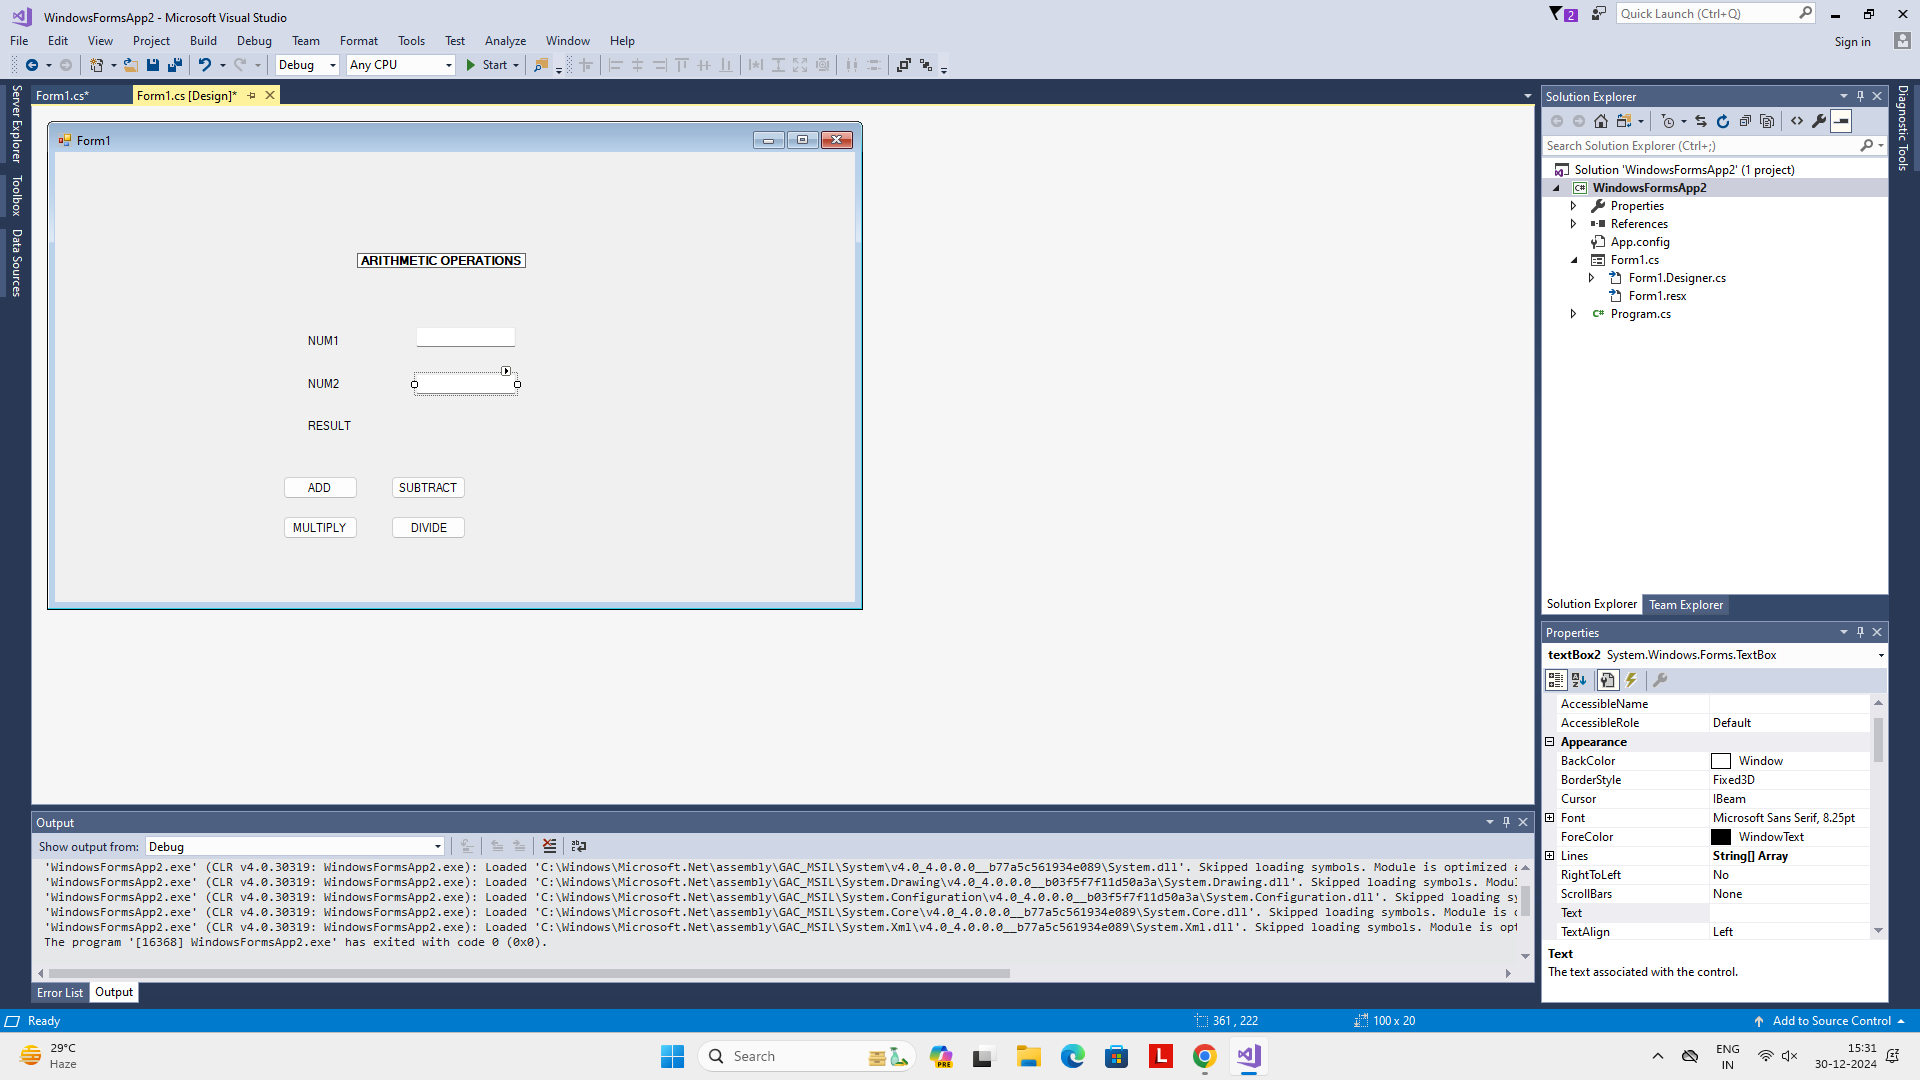 WindowsFormsApp2 - Microsoft Visual Studio
2
Quick Launch (Ctrl+Q)
File Edit View Project Build Debug Team Format Tools Test Analyze Window Help
Sign in
Debug Any CPU Start
Server Explorer
Toolbox
Data Sources
Form1.cs*
Form1.cs [Design]*
Form1
ARITHMETIC OPERATIONS
NUM1
NUM2
RESULT
ADD SUBTRACT
MULTIPLY DIVIDE
Solution Explorer
Search Solution Explorer (Ctrl+;)
Solution 'WindowsFormsApp2' (1 project)
C# WindowsFormsApp2
Properties
References
App.config
Form1.cs
Form1.Designer.cs
Form1.resx
C# Program.cs
Solution Explorer Team Explorer
Diagnostic Tools
Properties
textBox2 System.Windows.Forms.TextBox
AccessibleName
AccessibleRole Default
Appearance
BackColor Window
BorderStyle Fixed3D
Cursor IBeam
Font Microsoft Sans Serif, 8.25pt
ForeColor WindowText
Lines String[] Array
RightToLeft No
ScrollBars None
Text
TextAlign Left
Text
The text associated with the control.
Output
Show output from: Debug
'WindowsFormsApp2.exe' (CLR v4.0.30319: WindowsFormsApp2.exe): Loaded 'C:\Windows\Microsoft.Net\assembly\GAC_MSIL\System\v4.0_4.0.0.0__b77a5c561934e089\System.dll'. Skipped loading symbols. Module is optimized
'WindowsFormsApp2.exe' (CLR v4.0.30319: WindowsFormsApp2.exe): Loaded 'C:\Windows\Microsoft.Net\assembly\GAC_MSIL\System.Drawing\v4.0_4.0.0.0__b03f5f7f11d50a3a\System.Drawing.dll'. Skipped loading symbols.
'WindowsFormsApp2.exe' (CLR v4.0.30319: WindowsFormsApp2.exe): Loaded 'C:\Windows\Microsoft.Net\assembly\GAC_MSIL\System.Configuration\v4.0_4.0.0.0__b03f5f7f11d50a3a\System.Configuration.dll'. Skipped loading
'WindowsFormsApp2.exe' (CLR v4.0.30319: WindowsFormsApp2.exe): Loaded 'C:\Windows\Microsoft.Net\assembly\GAC_MSIL\System.Core\v4.0_4.0.0.0__b77a5c561934e089\System.Core.dll'. Skipped loading symbols. Module is
'WindowsFormsApp2.exe' (CLR v4.0.30319: WindowsFormsApp2.exe): Loaded 'C:\Windows\Microsoft.Net\assembly\GAC_MSIL\System.Xml\v4.0_4.0.0.0__b77a5c561934e089\System.Xml.dll'. Skipped loading symbols. Module is opt
The program '[16368] WindowsFormsApp2.exe' has exited with code 0 (0x0).
Error List Output
Ready
361 , 222
100 x 20
Add to Source Control
29°C
Haze
Search
PRE
L
ENG
IN
15:31
30-12-2024